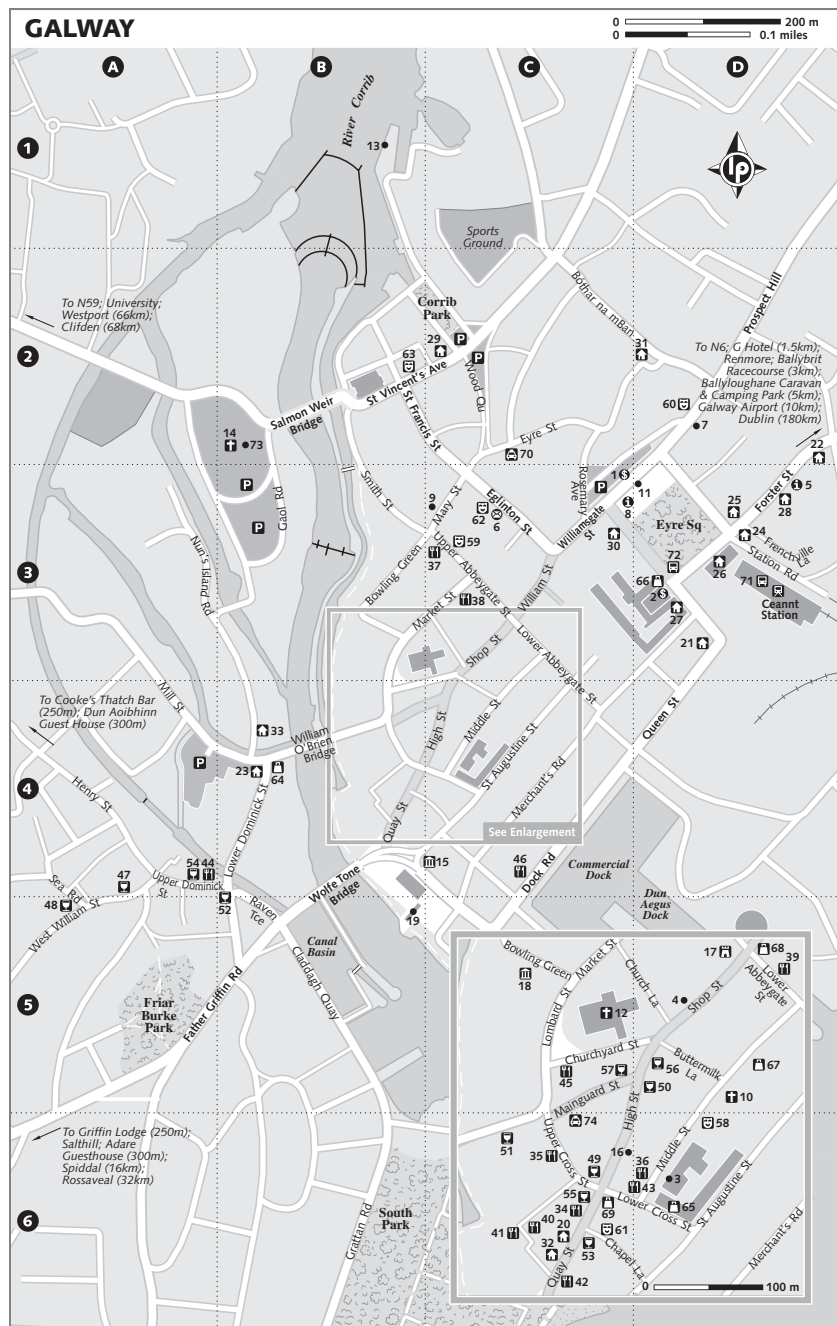 GALWAY
0 200 m
0 0.1 miles
A
B
C
D
1
River Corrib
13
lp
Sports
Ground
To N59; University;
Westport (66km);
Clifden (68km)
Corrib
Park
Bóthar na mBan
Prospect Hill
2
63
29
P
P
31
To N6; G Hotel (1.5km);
Renmore; Ballybrit
Racecourse (3km);
Ballyloughane Caravan
& Camping Park (5km);
Galway Airport (10km);
Dublin (180km)
St Vincent's Ave
Wood Qu
Salmon Weir
Bridge
St Francis St
60
7
14
73
Eyre St
70
22
P
Gaol Rd
Smith St
9
Mary St
62
6
Eglinton St
Rosemary
Ave
P
1
$
11
8
Williamsgate
St
30
Eyre Sq
Forster St
5
25
28
24
Frenchville
La
P
Nun's Island Rd
59
37
Bowling Green
Upper Abbeygate St
72
Station Rd
3
66
2
$
26
71
Ceannt
Station
27
Market St
38
William St
21
Shop St
Lower Abbeygate St
Queen St
To Cooke's Thatch Bar
(250m); Dun Aoibhinn
Guest House (300m)
Mill St
33
William
O'Brien
Bridge
High St
Middle St
St Augustine St
Merchant's Rd
P
23
64
4
Henry St
Lower Dominick St
Quay St
See Enlargement
15
46
Dock Rd
Commercial
Dock
Dun
Aegus
Dock
54
44
47
Sea Rd
48
Upper Dominick
St
52
West William St
Raven
Tce
Wolfe Tone
Bridge
19
Canal
Basin
Claddagh Quay
Bowling Green
18
Market St
Church La
17
68
39
Lower
Abbeygate St
4
Shop St
5
Friar
Burke
Park
Father Griffin Rd
Lombard St
12
Churchyard St
45
57
56
Buttermilk
La
67
50
10
Mainguard St
High St
58
74
Middle St
To Griffin Lodge (250m);
Salthill; Adare
Guesthouse (300m);
Spiddal (16km);
Rossaveal (32km)
51
Upper Cross St
35
16
36
49
3
43
St Augustine St
55
34
69
Lower Cross St
65
6
South
Park
Grattan Rd
41
40
20
61
32
53
Chapel La
Quay St
42
Merchant's Rd
0 100 m